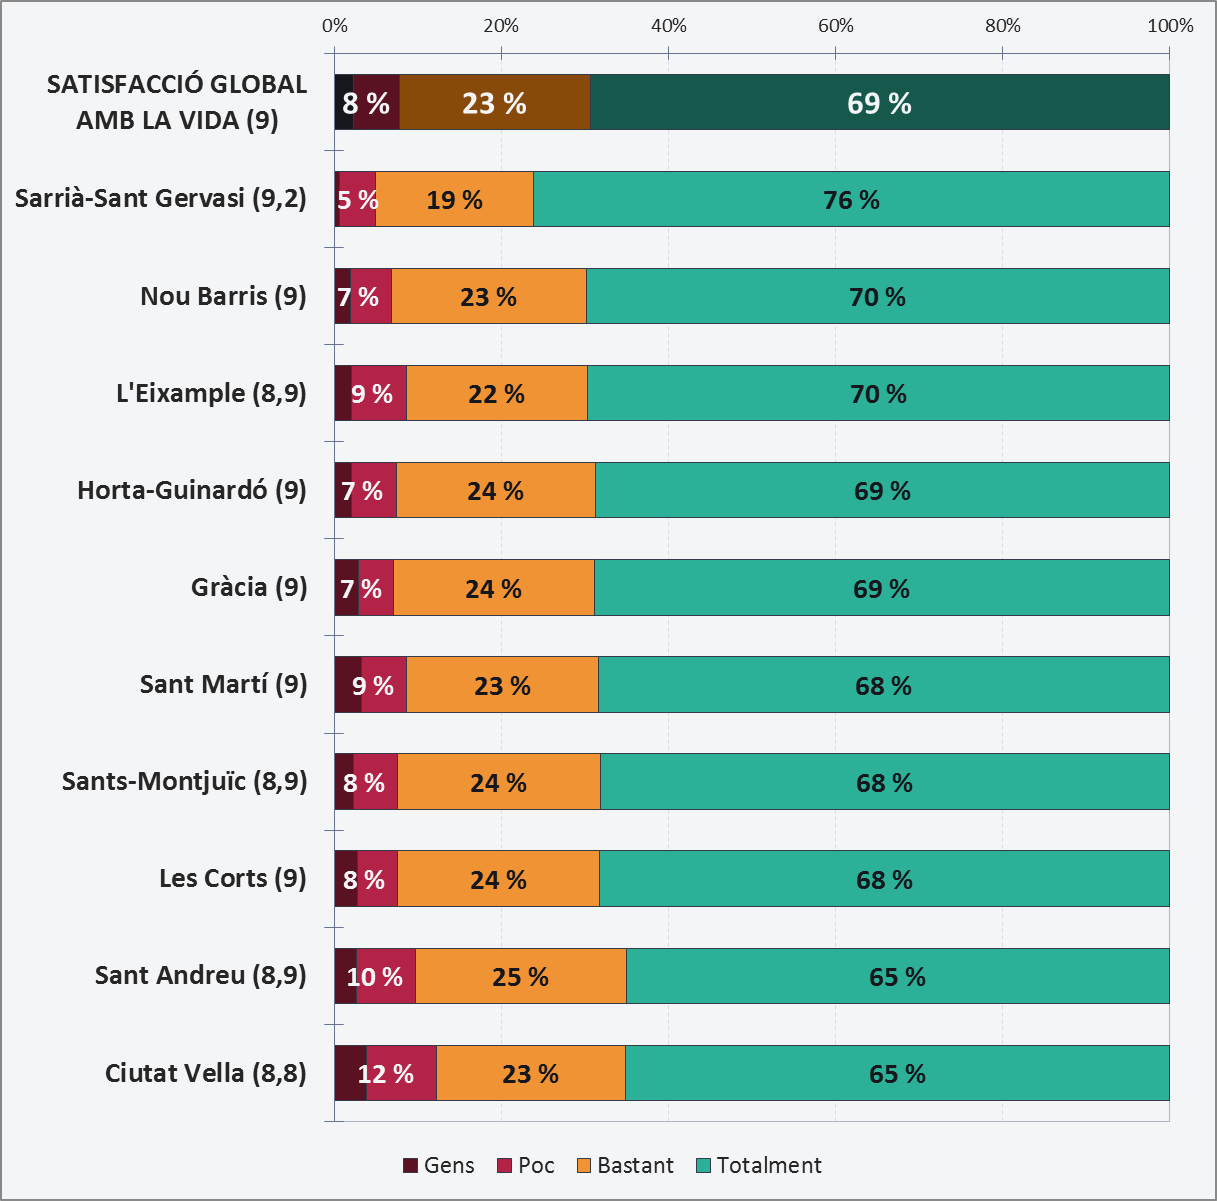 0% 20% 40% 60% 80% 100%
SATISFACCIÓ GLOBAL
AMB LA VIDA (9)
8 % 23 % 69 %
Sarrià-Sant Gervasi (9,2) 5 % 19 % 76 %
Nou Barris (9) 7 % 23 % 70 %
L'Eixample (8,9) 9 % 22 % 70 %
Horta-Guinardó (9) 7 % 24 % 69 %
Gràcia (9) 7 % 24 % 69 %
Sant Martí (9) 9 % 23 % 68 %
Sants-Montjuïc (8,9) 8 % 24 % 68 %
Les Corts (9) 8 % 24 % 68 %
Sant Andreu (8,9) 10 % 25 % 65 %
Ciutat Vella (8,8) 12 % 23 % 65 %
Gens Poc Bastant Totalment